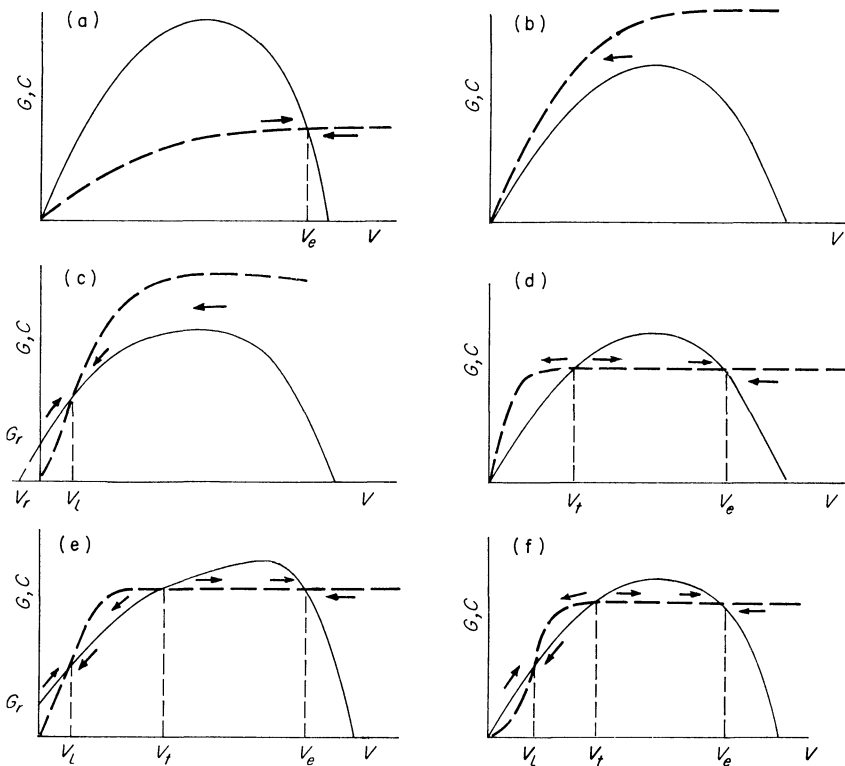 (a)
G, C
V_e
V
(b)
G, C
V
(c)
G, C
G_r
V_r
V_l
V
(d)
G, C
V_t
V_e
V
(e)
G, C
G_r
V_l
V_t
V_e
V
(f)
G, C
V_l
V_t
V_e
V